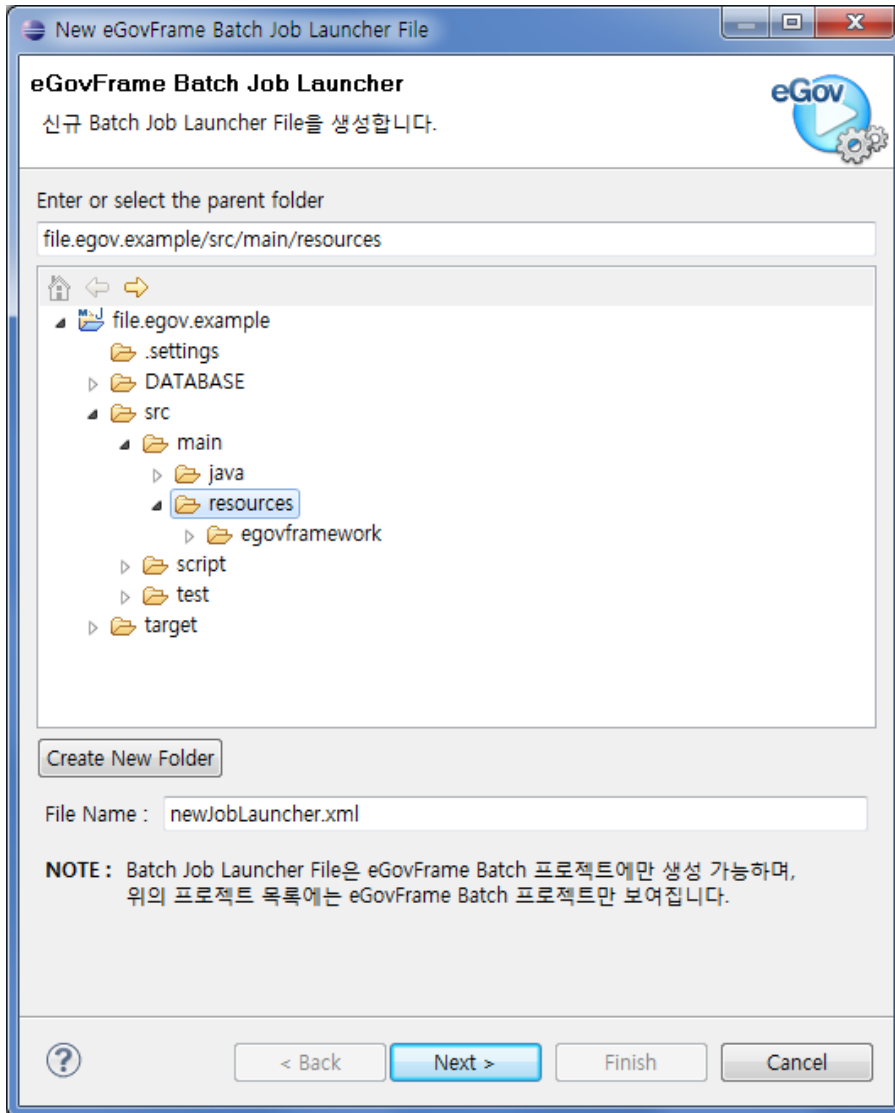 New eGovFrame Batch Job Launcher File
eGovFrame Batch Job Launcher
신규 Batch Job Launcher File을 생성합니다.
eGov
Enter or select the parent folder
file.egov.example/src/main/resources
file.egov.example
.settings
DATABASE
src
main
java
resources
egovframework
script
test
target
Create New Folder
File Name : newJobLauncher.xml
NOTE : Batch Job Launcher File은 eGovFrame Batch 프로젝트에만 생성 가능하며,
위의 프로젝트 목록에는 eGovFrame Batch 프로젝트만 보여집니다.
? < Back Next > Finish Cancel